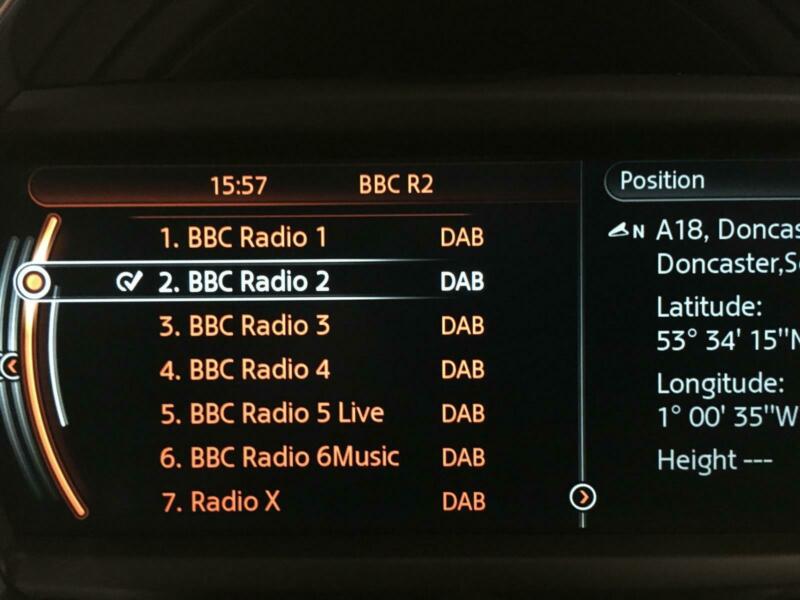 15:57 BBC R2
1. BBC Radio 1 DAB
2. BBC Radio 2 DAB
3. BBC Radio 3 DAB
4. BBC Radio 4 DAB
5. BBC Radio 5 Live DAB
6. BBC Radio 6Music DAB
7. Radio X DAB
Position
N A18,
Doncaster,
Latitude:
53° 34' 15"N
Longitude:
1° 00' 35"W
Height ---